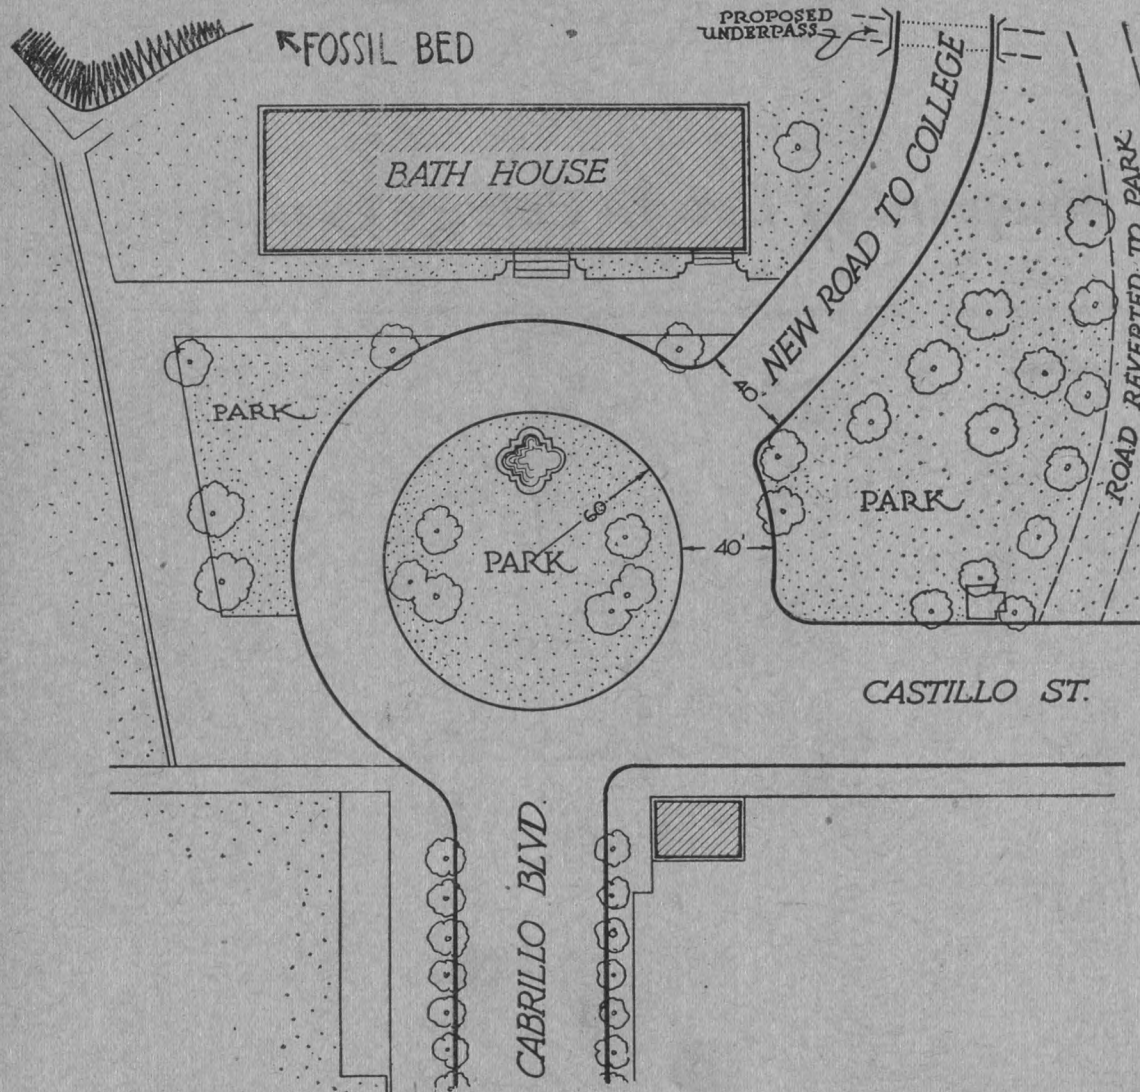 PROPOSED
UNDERPASS
FOSSIL BED
BATH HOUSE
NEW ROAD TO COLLEGE
ROAD REVERTED TO PARK
40'
PARK
PARK
60'
PARK
40'
CASTILLO ST.
CABRILLO BLVD.